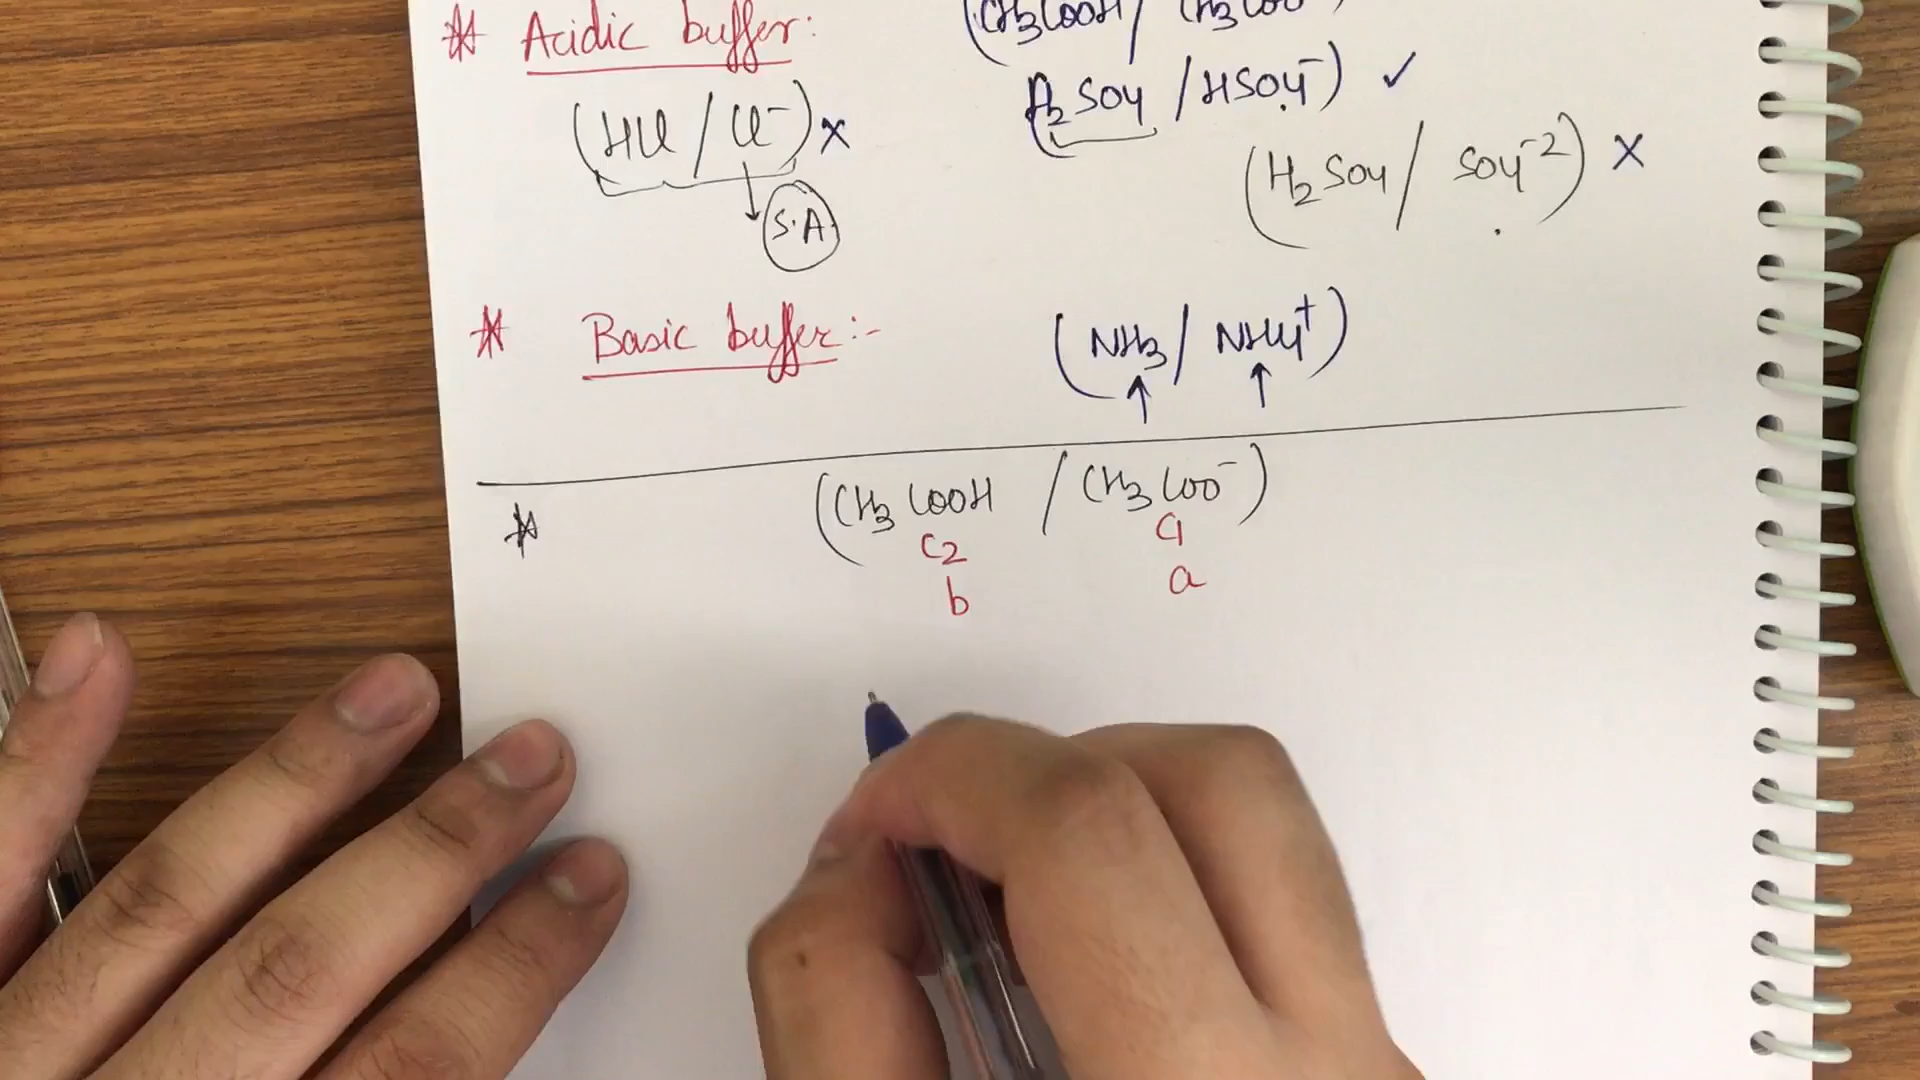 * Acidic buffer: (CH3COOH / CH3COO-)
(HCl / Cl-) x
H2SO4 / HSO4-) ✓
(H2SO4 / SO4-2) x
S.A
* Basic buffer:- (NH3 / NH4+)
* (CH3COOH / CH3COO-)
C2 C1
b a